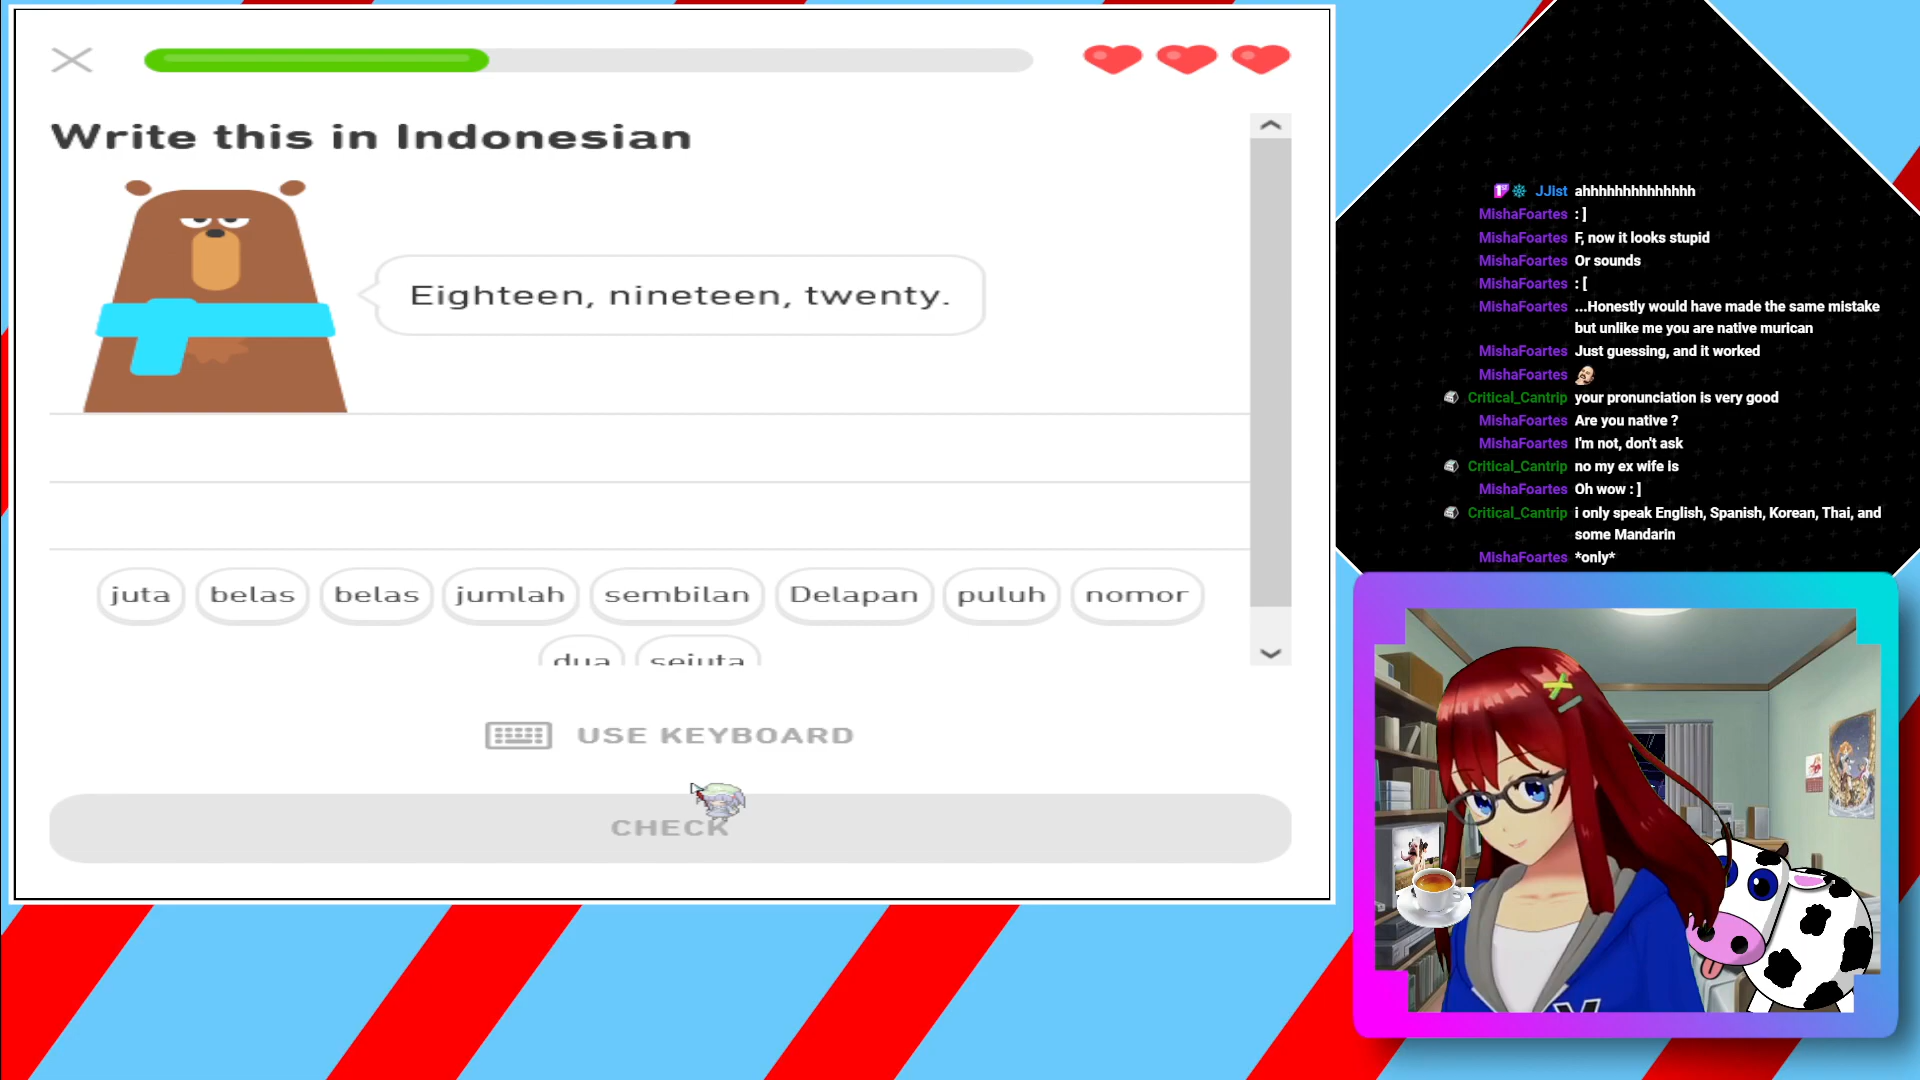 Write this in Indonesian
Eighteen, nineteen, twenty.
juta belas belas jumlah sembilan Delapan puluh nomor
dua sejuta
USE KEYBOARD
CHECK
JJIst ahhhhhhhhhhhhhh
MishaFoartes : ]
MishaFoartes F, now it looks stupid
MishaFoartes Or sounds
MishaFoartes : [
MishaFoartes ...Honestly would have made the same mistake
but unlike me you are native murican
MishaFoartes Just guessing, and it worked
MishaFoartes
Critical_Cantrip your pronunciation is very good
MishaFoartes Are you native ?
MishaFoartes I'm not, don't ask
Critical_Cantrip no my ex wife is
MishaFoartes Oh wow : ]
Critical_Cantrip i only speak English, Spanish, Korean, Thai, and
some Mandarin
MishaFoartes *only*